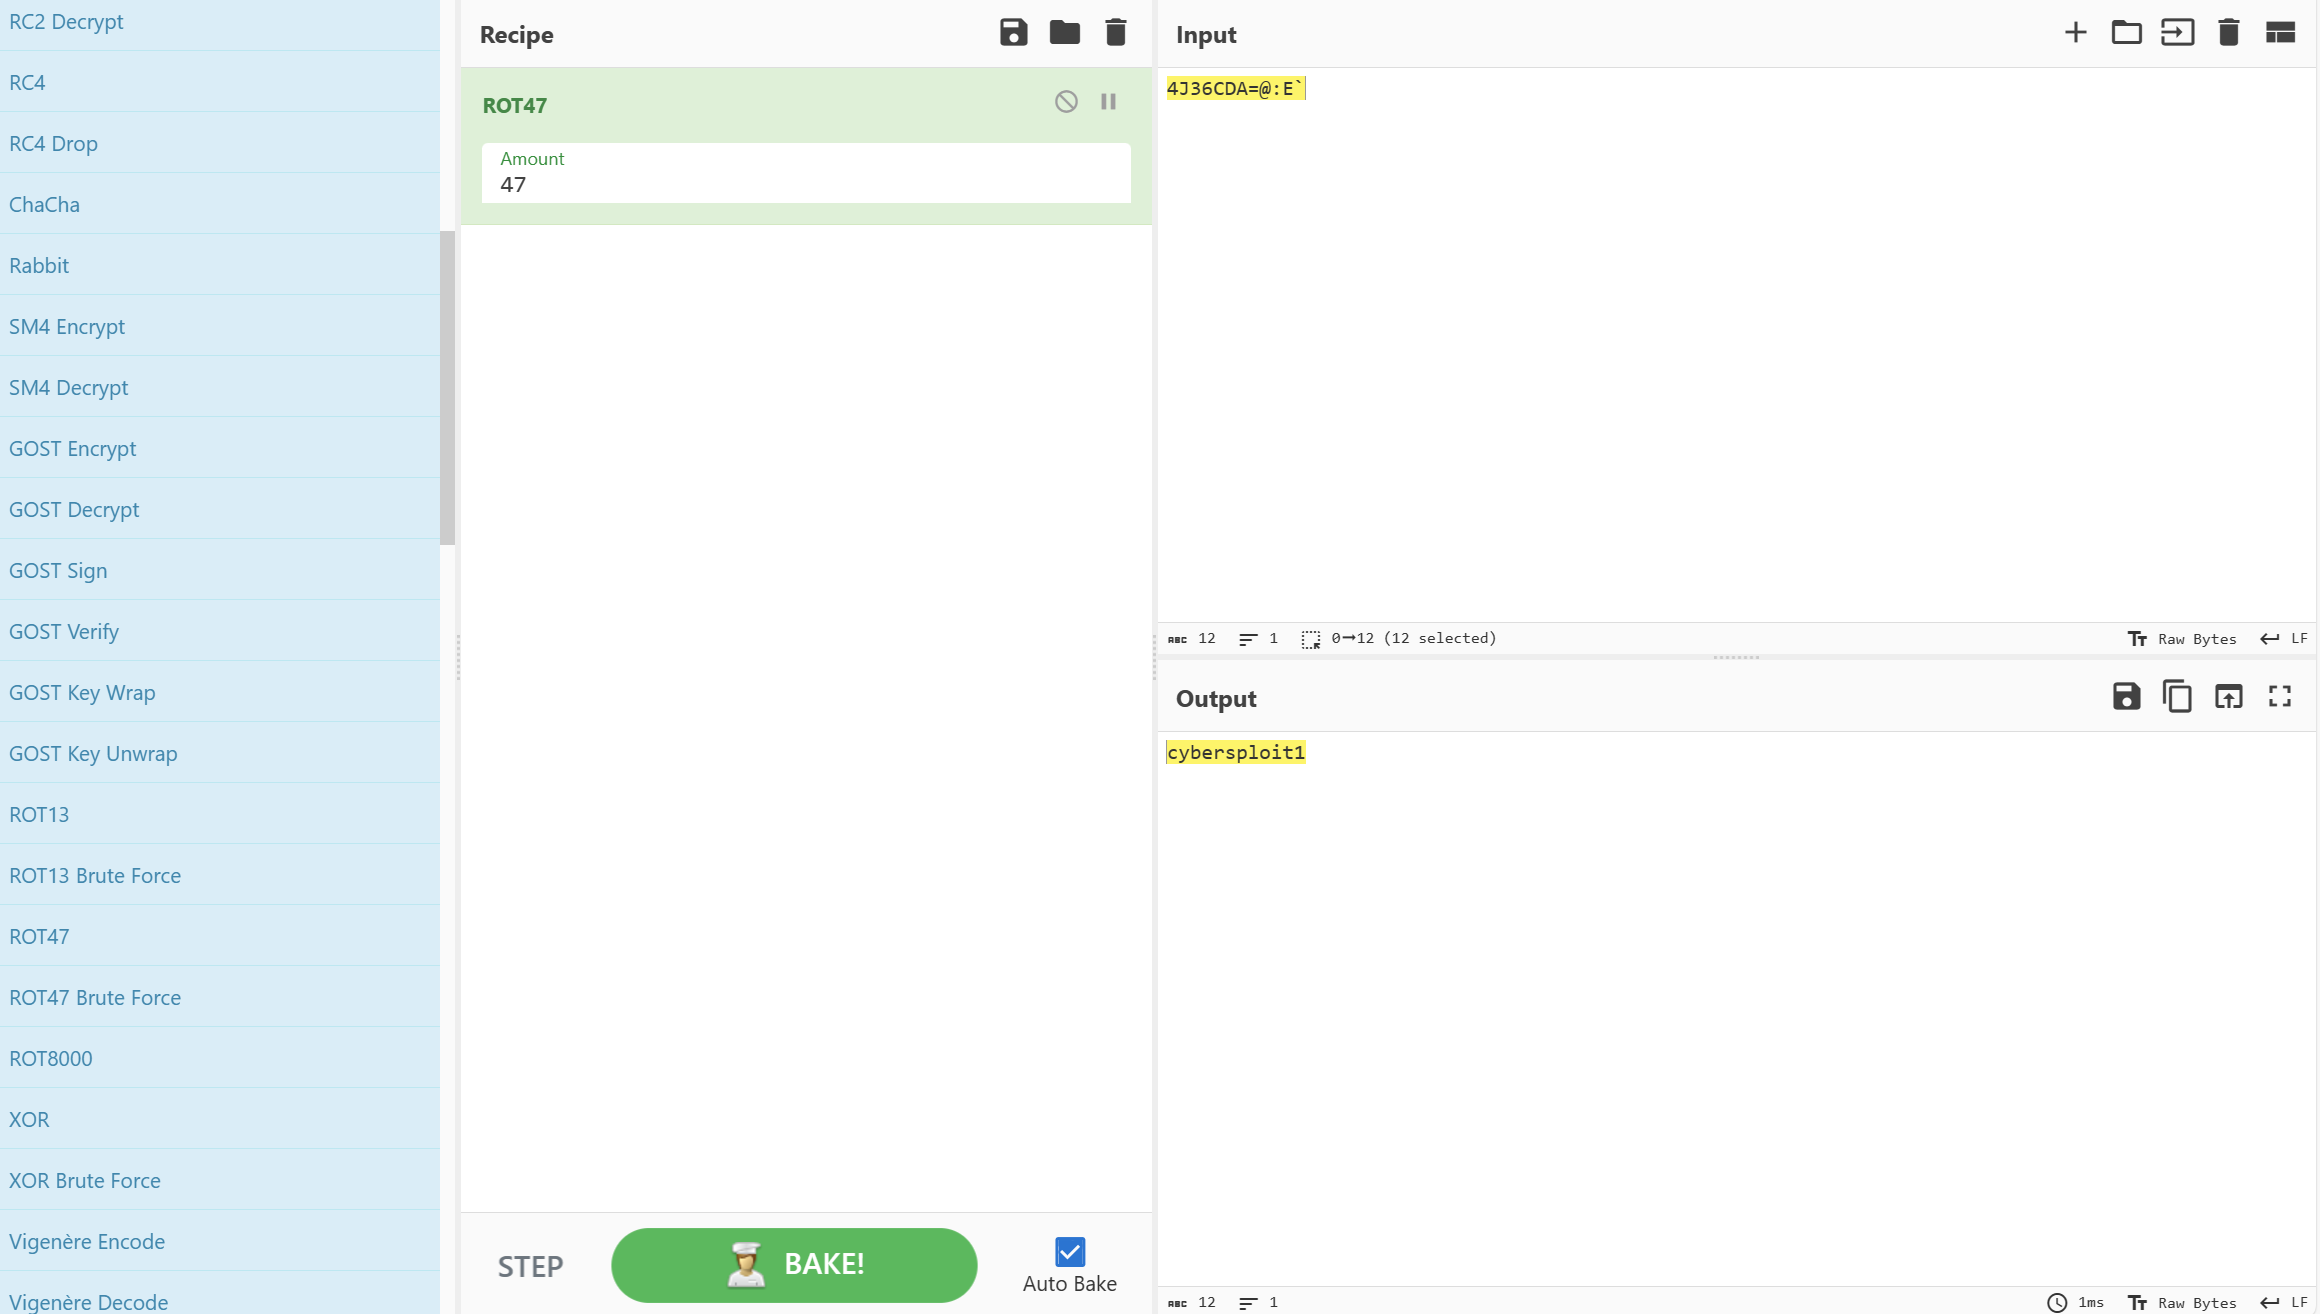 RC2 Decrypt
RC4
RC4 Drop
ChaCha
Rabbit
SM4 Encrypt
SM4 Decrypt
GOST Encrypt
GOST Decrypt
GOST Sign
GOST Verify
GOST Key Wrap
GOST Key Unwrap
ROT13
ROT13 Brute Force
ROT47
ROT47 Brute Force
ROT8000
XOR
XOR Brute Force
Vigenère Encode
Vigenère Decode
Recipe
ROT47
Amount
47
STEP
BAKE!
Auto Bake
Input
4J36CDA=@:E`
ABC 12 1 0→12 (12 selected) Tт Raw Bytes LF
Output
cybersploit1
ABC 12 1 1ms Tт Raw Bytes LF